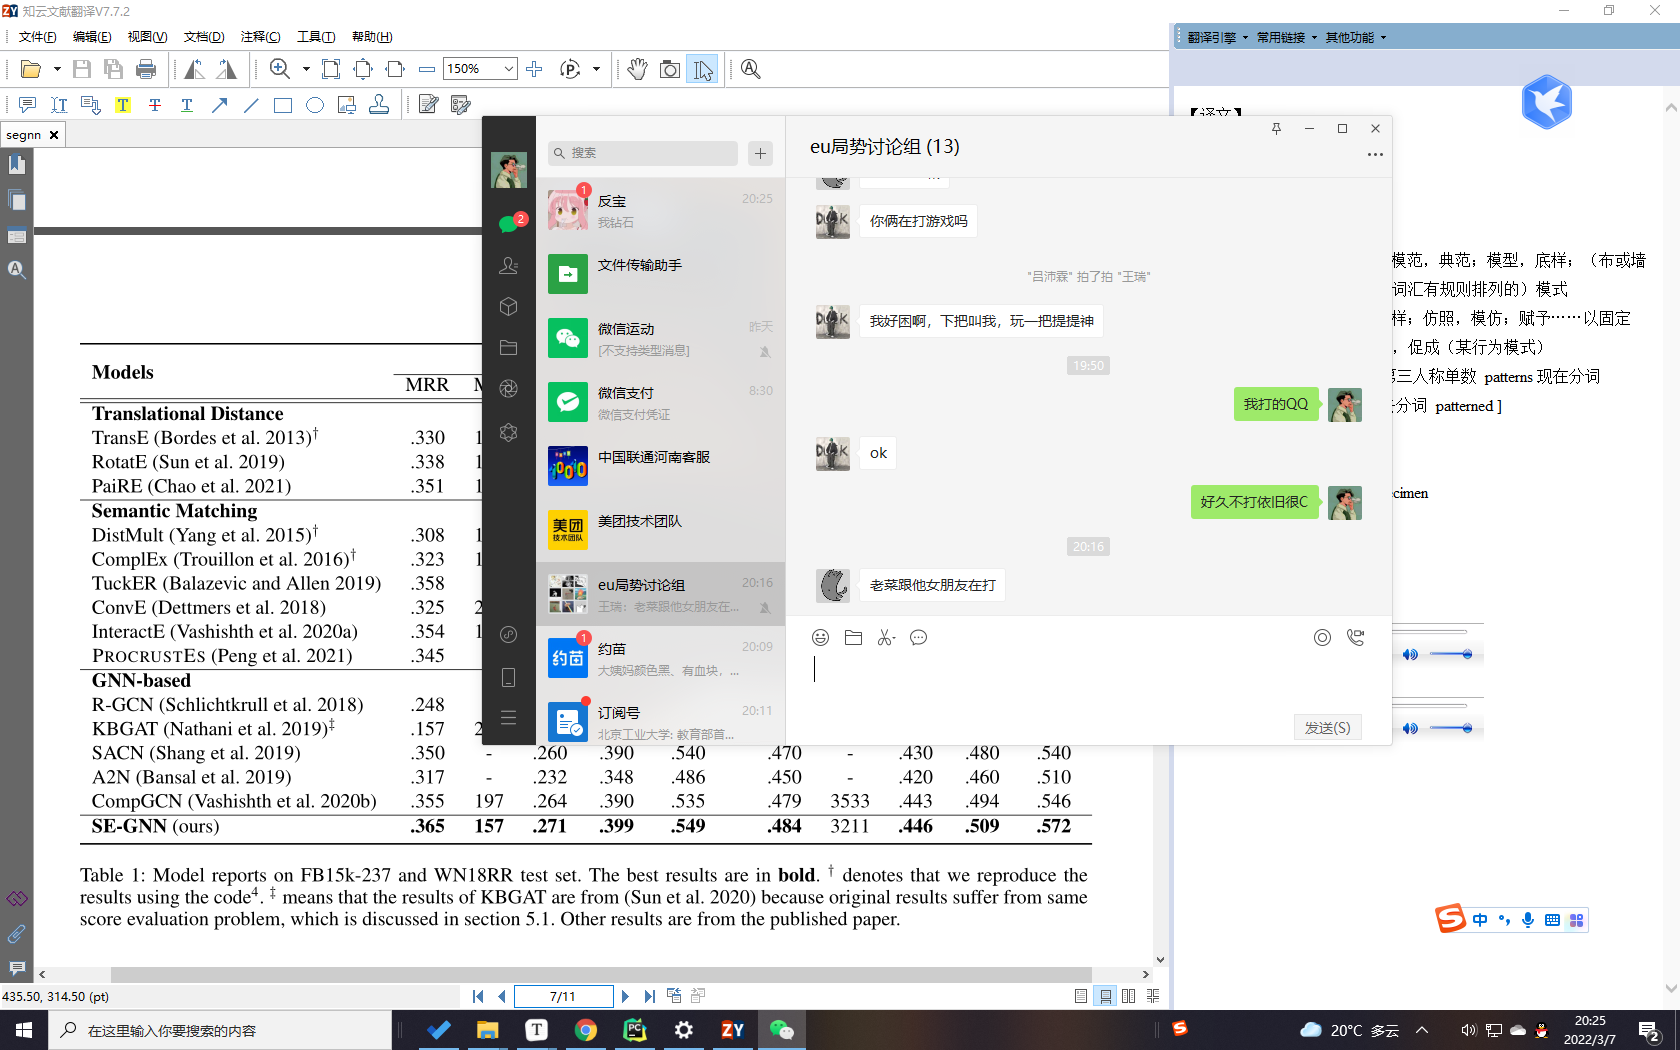 知云文献翻译V7.7.2
文件(F) 编辑(E) 视图(V) 文档(D) 注释(C) 工具(T) 帮助(H)
翻译引擎 常用链接 其他功能
150%
segnn
【译文】
模范，典范；模型，底样；（布或墙
词汇有规则排列的）模式
样；仿照，模仿；赋予……以固定
，促成（某行为模式）
第三人称单数 patterns 现在分词
分词 patterned ]
cimen
搜索
2
1
反宝 20:25
我钻石
文件传输助手
微信运动 昨天
[不支持类型消息]
微信支付 8:30
微信支付凭证
中国联通河南客服
美团
技术团队
美团技术团队
eu局势讨论组 20:16
王瑞：老菜跟他女朋友在...
约苗
1
约苗 20:09
大姨妈颜色黑、有血块，...
订阅号 20:11
北京工业大学: 教育部首...
eu局势讨论组 (13)
你俩在打游戏吗
"吕沛霖" 拍了拍 "王瑞"
我好困啊，下把叫我，玩一把提提神
19:50
我打的QQ
ok
好久不打依旧很C
20:16
老菜跟他女朋友在打
发送(S)
Models
MRR
Translational Distance
TransE (Bordes et al. 2013)† .330
RotatE (Sun et al. 2019) .338
PaiRE (Chao et al. 2021) .351
Semantic Matching
DistMult (Yang et al. 2015)† .308
ComplEx (Trouillon et al. 2016)† .323
TuckER (Balazevic and Allen 2019) .358
ConvE (Dettmers et al. 2018) .325
InteractE (Vashishth et al. 2020a) .354
PROCRUSTES (Peng et al. 2021) .345
GNN-based
R-GCN (Schlichtkrull et al. 2018) .248
KBGAT (Nathani et al. 2019)‡ .157
SACN (Shang et al. 2019) .350 - .260 .390 .540 .470 - .430 .480 .540
A2N (Bansal et al. 2019) .317 - .232 .348 .486 .450 - .420 .460 .510
CompGCN (Vashishth et al. 2020b) .355 197 .264 .390 .535 .479 3533 .443 .494 .546
SE-GNN (ours) .365 157 .271 .399 .549 .484 3211 .446 .509 .572
Table 1: Model reports on FB15k-237 and WN18RR test set. The best results are in bold. † denotes that we reproduce the
results using the code4. ‡ means that the results of KBGAT are from (Sun et al. 2020) because original results suffer from same
score evaluation problem, which is discussed in section 5.1. Other results are from the published paper.
中
435.50, 314.50 (pt)
7/11
在这里输入你要搜索的内容
20°C 多云
20:25
2022/3/7
2